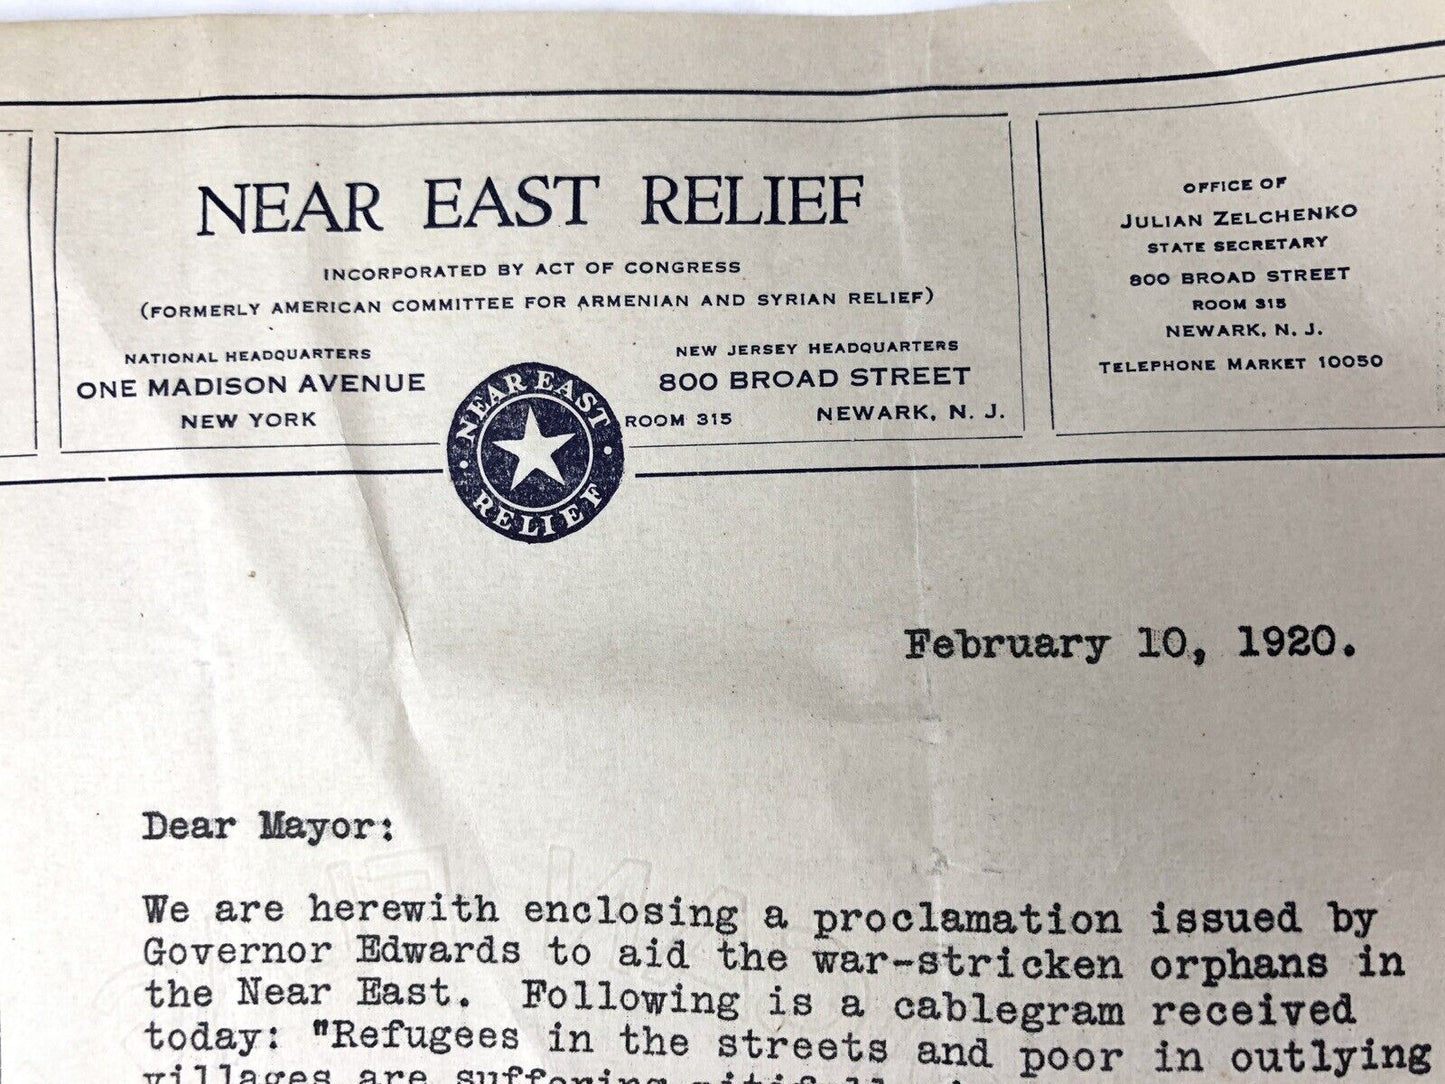 NEAR EAST RELIEF
INCORPORATED BY ACT OF CONGRESS
(FORMERLY AMERICAN COMMITTEE FOR ARMENIAN AND SYRIAN RELIEF)
NATIONAL HEADQUARTERS
ONE MADISON AVENUE
NEW YORK
NEAR EAST
RELIEF
NEW JERSEY HEADQUARTERS
800 BROAD STREET
ROOM 315 NEWARK, N. J.
OFFICE OF
JULIAN ZELCHENKO
STATE SECRETARY
800 BROAD STREET
ROOM 315
NEWARK, N. J.
TELEPHONE MARKET 10050
February 10, 1920.
Dear Mayor:
We are herewith enclosing a proclamation issued by
Governor Edwards to aid the war-stricken orphans in
the Near East. Following is a cablegram received
today: "Refugees in the streets and poor in outlying
villages are suffering